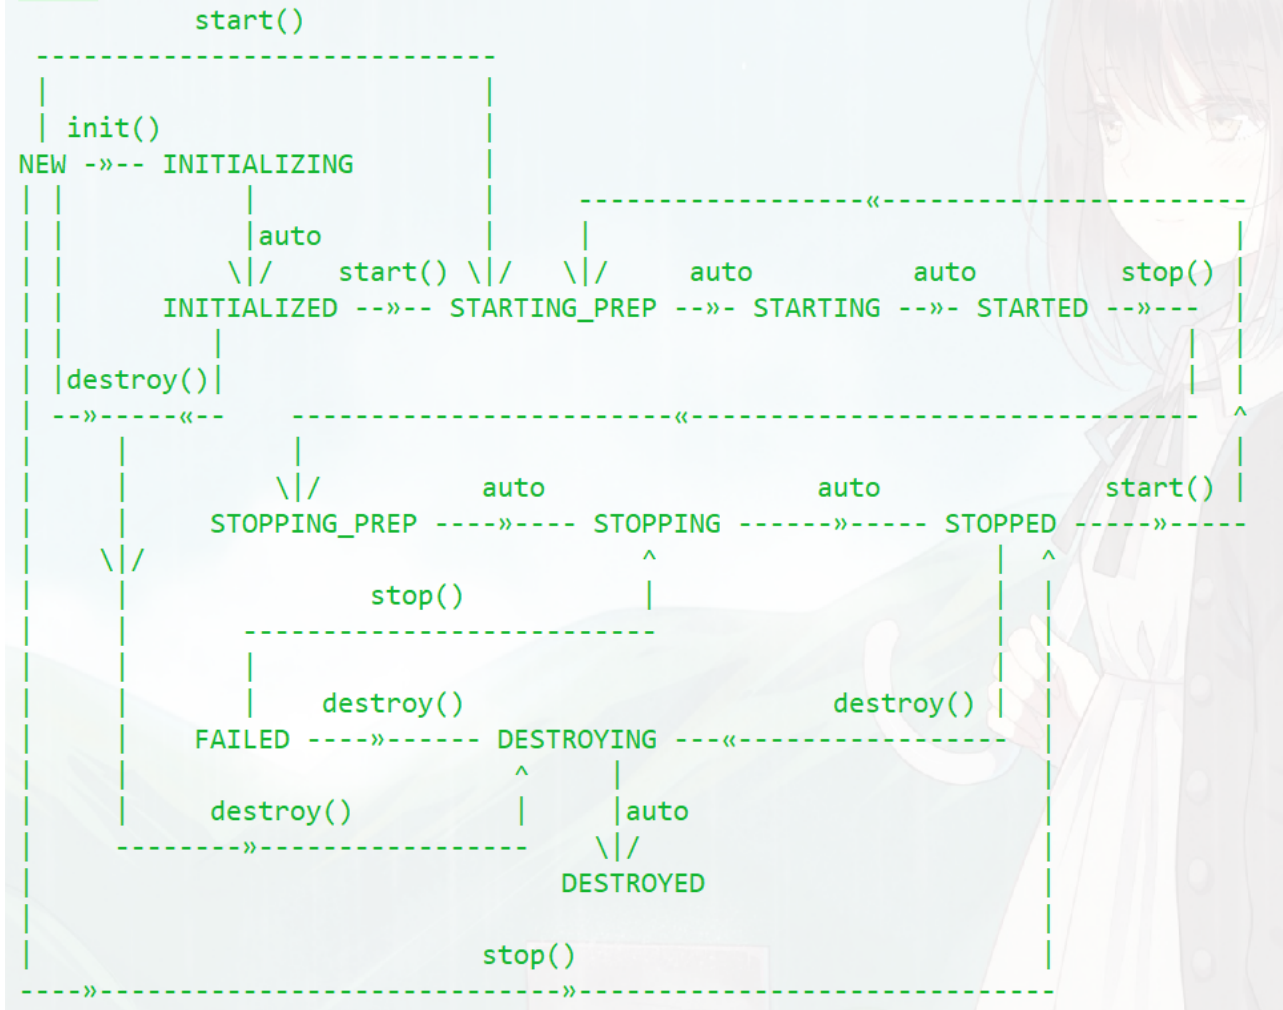 start()
  -----------------------------
  |                           |
  | init()                    |
 NEW -»-- INITIALIZING        |
 | |           |              |     ------------------«-----------------------
 | |           |auto          |     |                                        |
 | |          \|/    start() \|/   \|/     auto          auto         stop() |
 | |      INITIALIZED --»-- STARTING_PREP --»- STARTING --»- STARTED --»---  |
 | |         |                                                            |  |
 | |destroy()|                                                            |  |
 | --»-----«--    ------------------------«--------------------------------  ^
 |     |          |                                                          |
 |     |         \|/          auto                 auto              start() |
 |     |     STOPPING_PREP ----»---- STOPPING ------»----- STOPPED -----»-----
 |    \|/                               ^                     |  ^
 |     |               stop()           |                     |  |
 |     |       --------------------------                     |  |
 |     |       |                                              |  |
 |     |       |    destroy()                       destroy() |  |
 |     |    FAILED ----»------ DESTROYING ---«-----------------  |
 |     |                        ^     |                          |
 |     |     destroy()          |     |auto                      |
 |     --------»-----------------    \|/                         |
 |                                 DESTROYED                     |
 |                                                               |
 |                            stop()                             |
 ----»-----------------------------»------------------------------